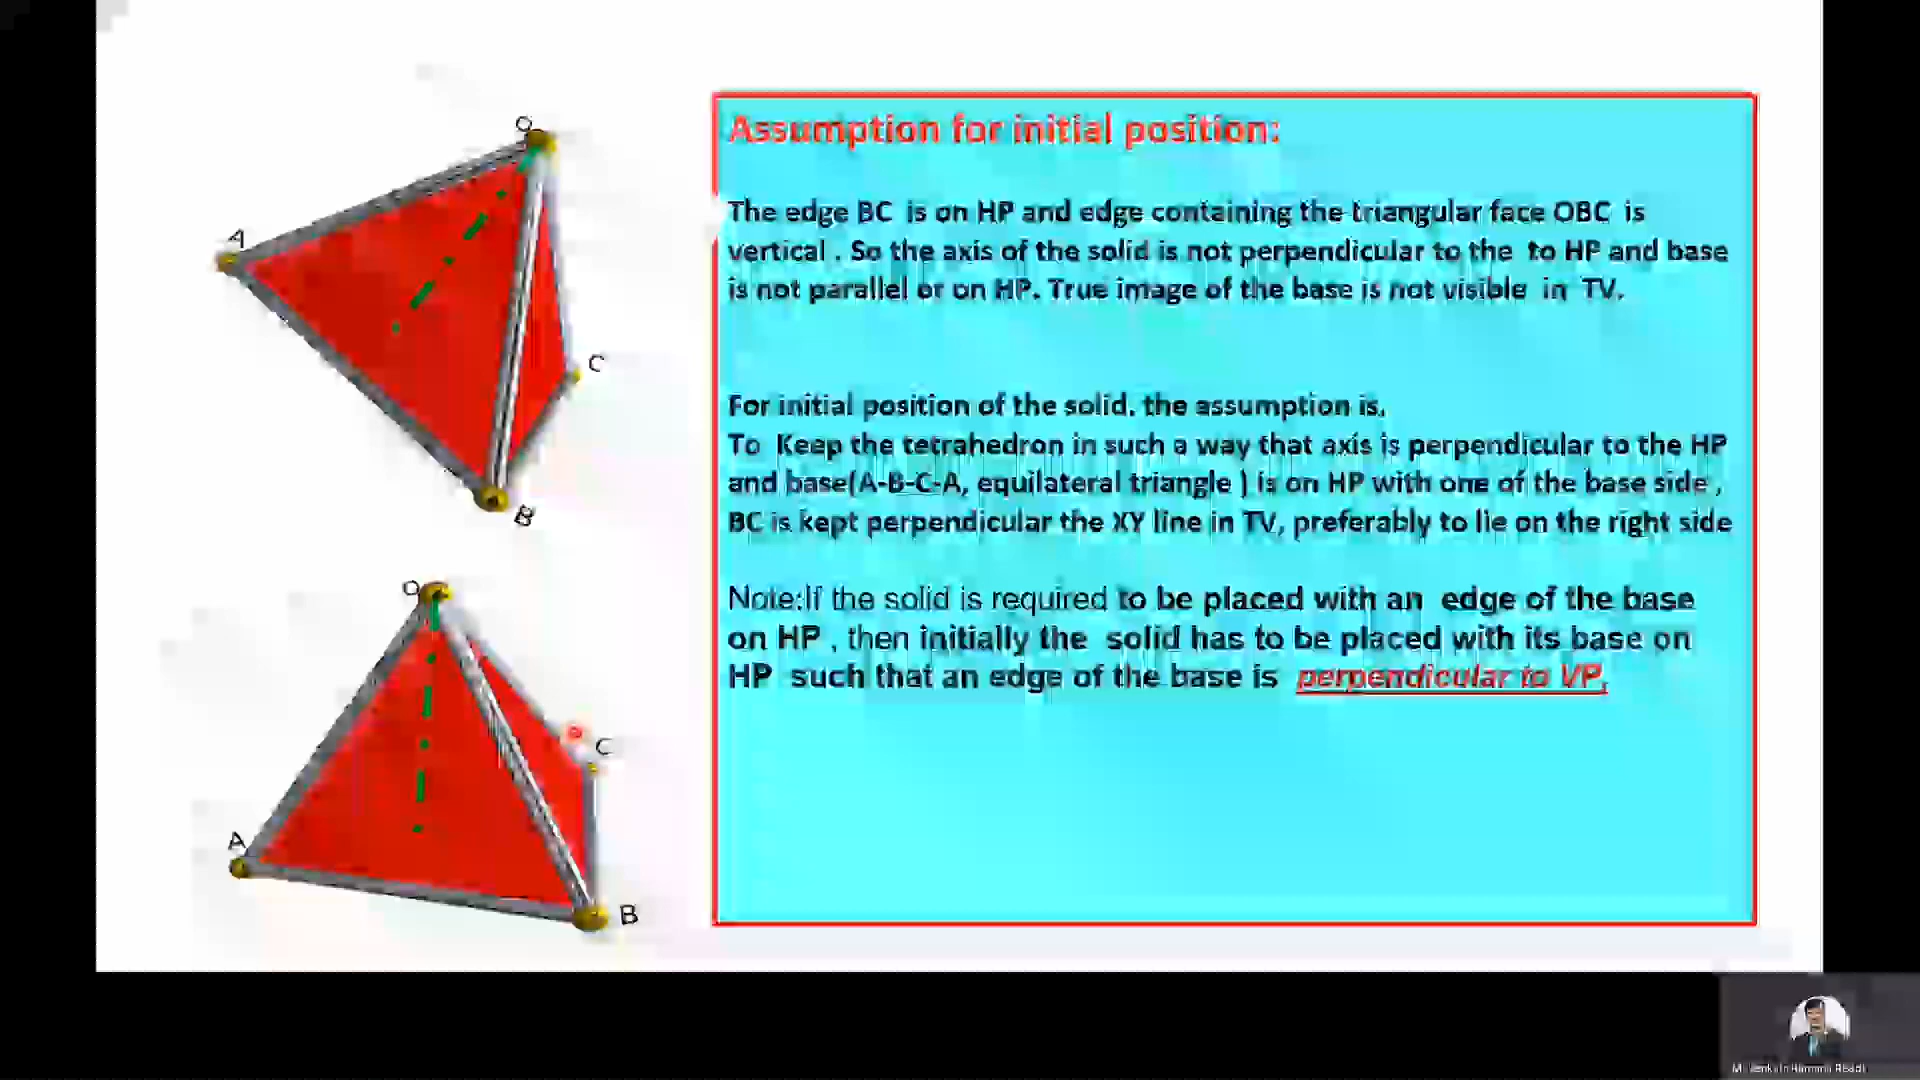 O
A
C
B
O
C
A
B
Assumption for initial position:
The edge BC is on HP and edge containing the triangular face OBC is
vertical . So the axis of the solid is not perpendicular to the to HP and base
is not parallel or on HP. True image of the base is not visible in TV.
For initial position of the solid, the assumption is,
To Keep the tetrahedron in such a way that axis is perpendicular to the HP
and base(A-B-C-A, equilateral triangle ) is on HP with one of the base side ,
BC is kept perpendicular the XY line in TV, preferably to lie on the right side
Note:If the solid is required to be placed with an edge of the base
on HP , then initially the solid has to be placed with its base on
HP such that an edge of the base is perpendicular to VP,